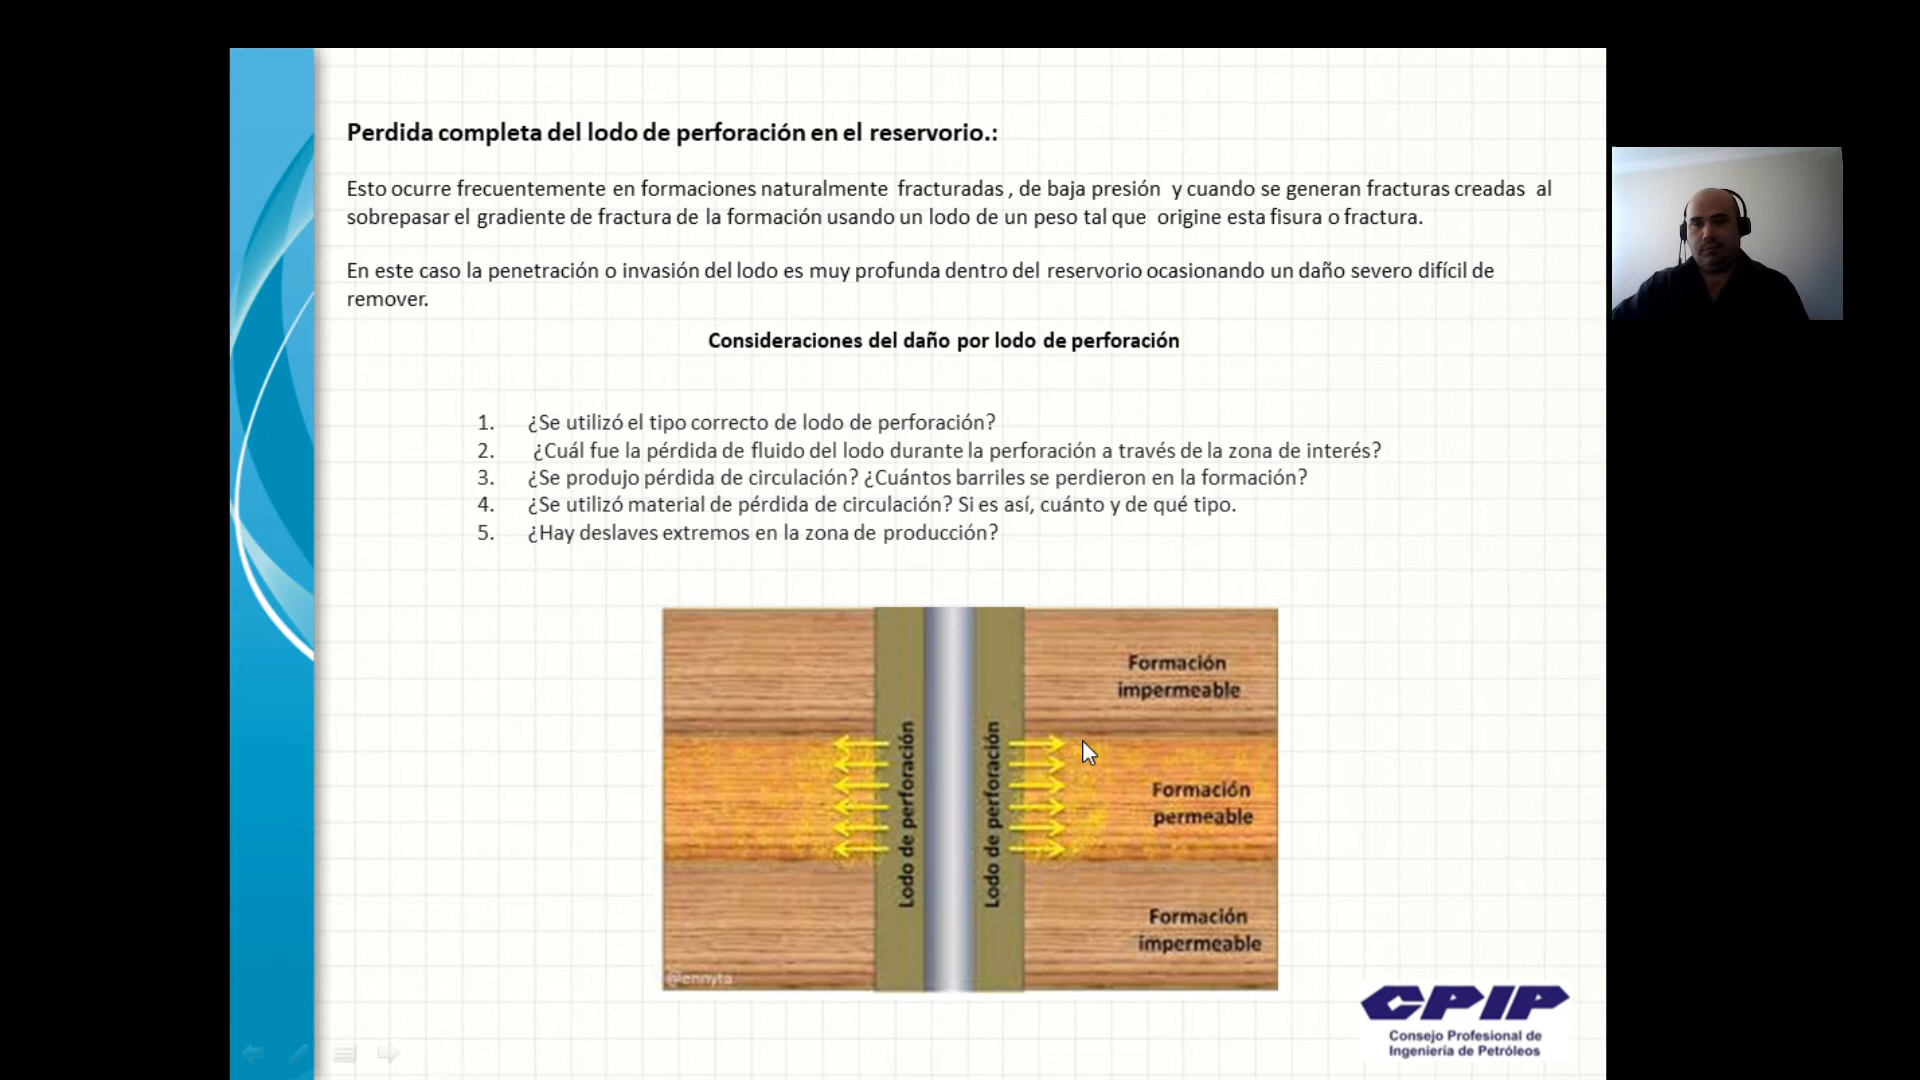 Perdida completa del lodo de perforación en el reservorio.:
Esto ocurre frecuentemente en formaciones naturalmente fracturadas , de baja presión y cuando se generan fracturas creadas al
sobrepasar el gradiente de fractura de la formación usando un lodo de un peso tal que origine esta fisura o fractura.
En este caso la penetración o invasión del lodo es muy profunda dentro del reservorio ocasionando un daño severo difícil de
remover.
Consideraciones del daño por lodo de perforación
1. ¿Se utilizó el tipo correcto de lodo de perforación?
2. ¿Cuál fue la pérdida de fluido del lodo durante la perforación a través de la zona de interés?
3. ¿Se produjo pérdida de circulación? ¿Cuántos barriles se perdieron en la formación?
4. ¿Se utilizó material de pérdida de circulación? Si es así, cuánto y de qué tipo.
5. ¿Hay deslaves extremos en la zona de producción?
Formación
impermeable
Lodo de perforación
Lodo de perforación
Formación
permeable
Formación
impermeable
@ennyta
CPIP
Consejo Profesional de
Ingeniería de Petróleos